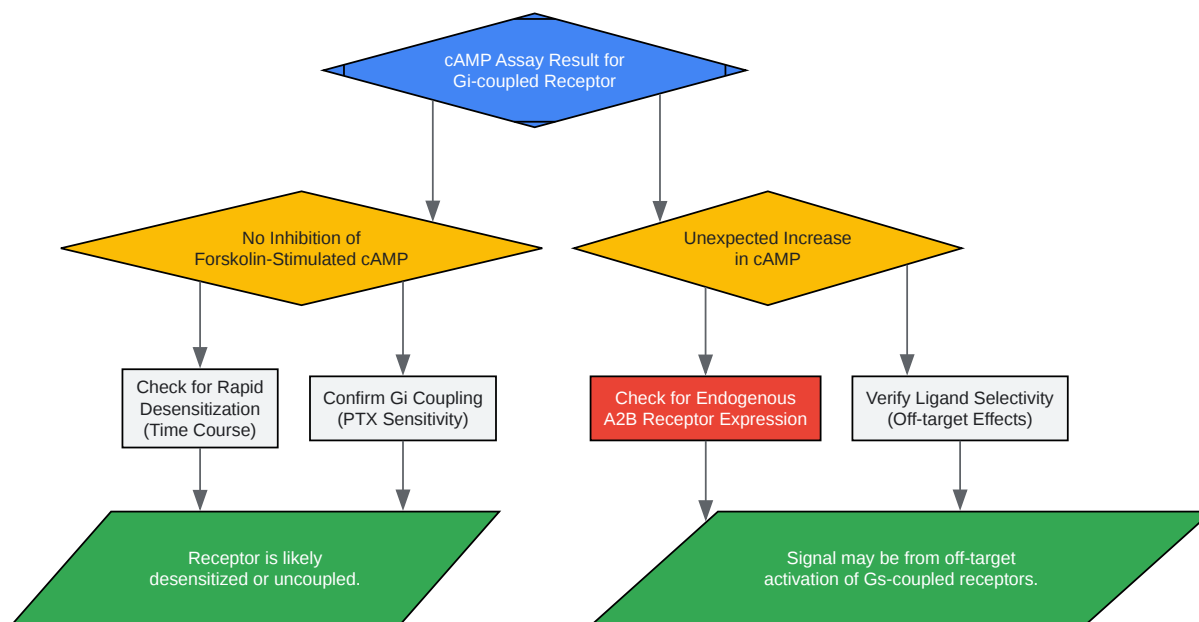 cAMP Assay Result for
Gi-coupled Receptor
No Inhibition of
Forskolin-Stimulated cAMP
Unexpected Increase
in cAMP
Check for Rapid
Desensitization
(Time Course)
Confirm Gi Coupling
(PTX Sensitivity)
Check for Endogenous
A2B Receptor Expression
Verify Ligand Selectivity
(Off-target Effects)
Receptor is likely
desensitized or uncoupled.
Signal may be from off-target
activation of Gs-coupled receptors.